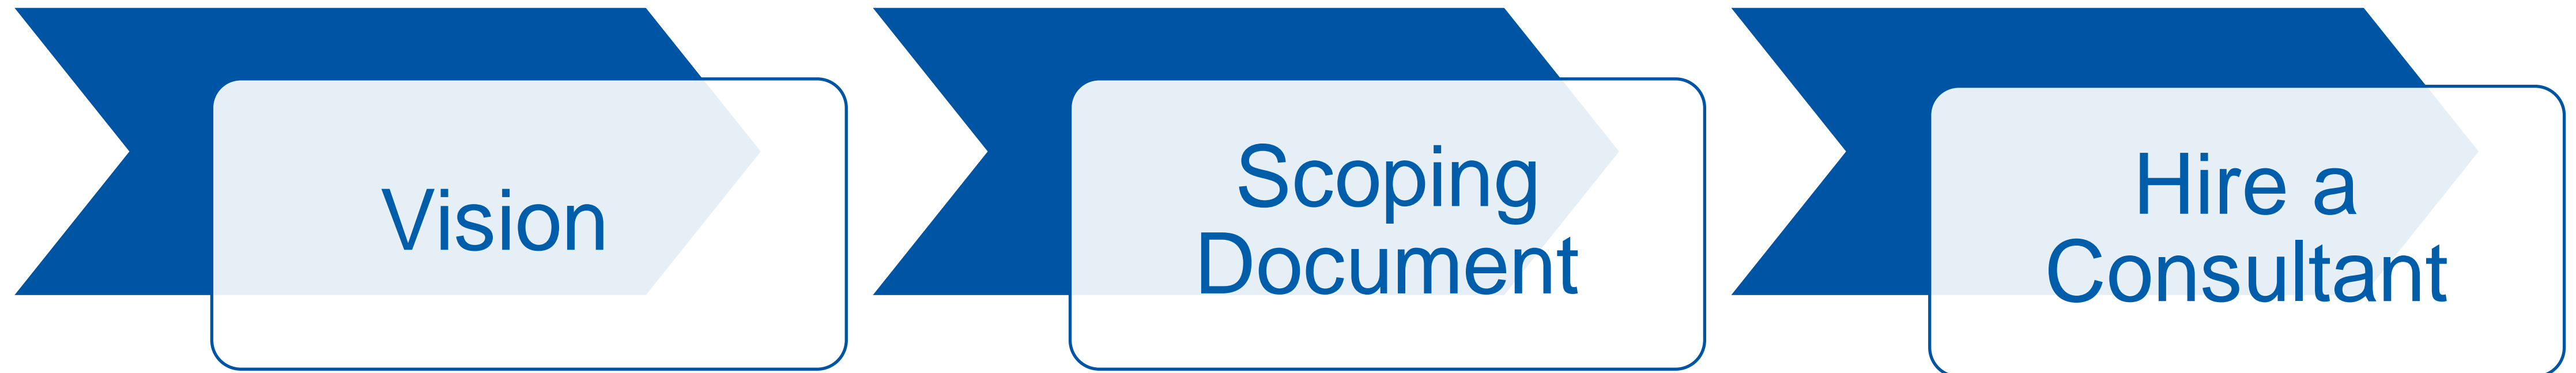 Vision
Scoping
Document
Hire a
Consultant